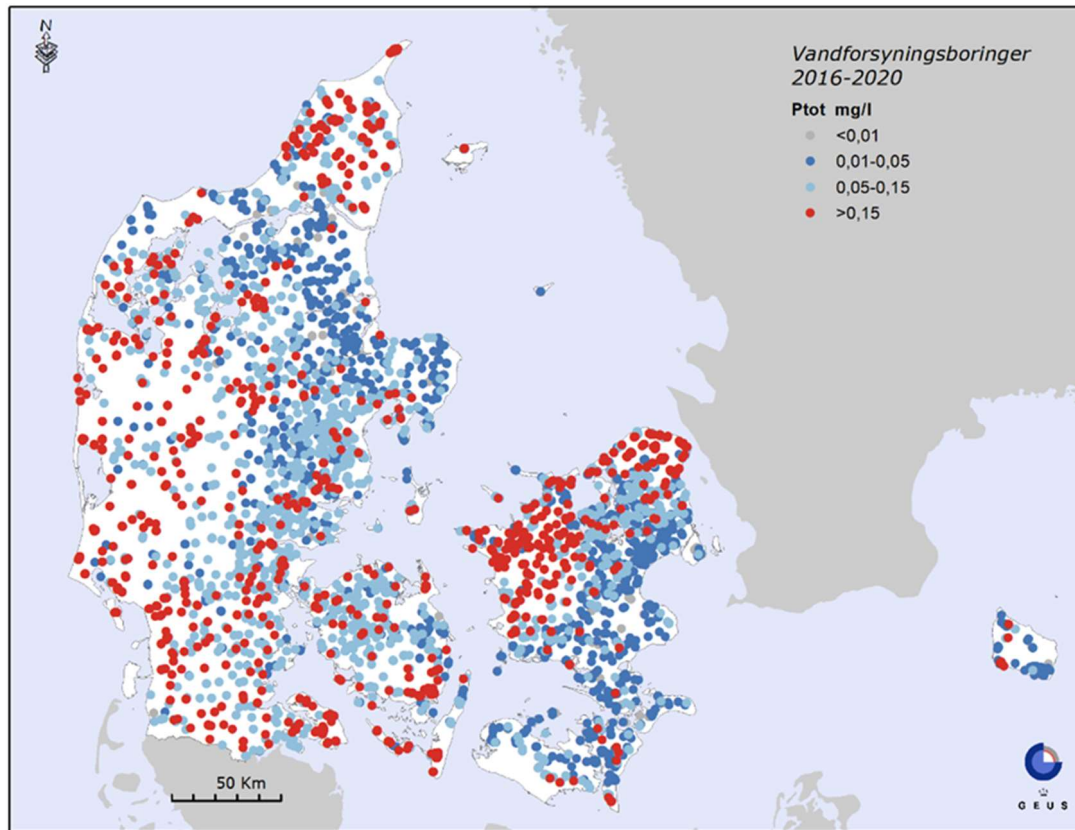 N
Vandforsyningsboringer
2016-2020
Ptot mg/l
<0,01
0,01-0,05
0,05-0,15
>0,15
50 Km
GEUS